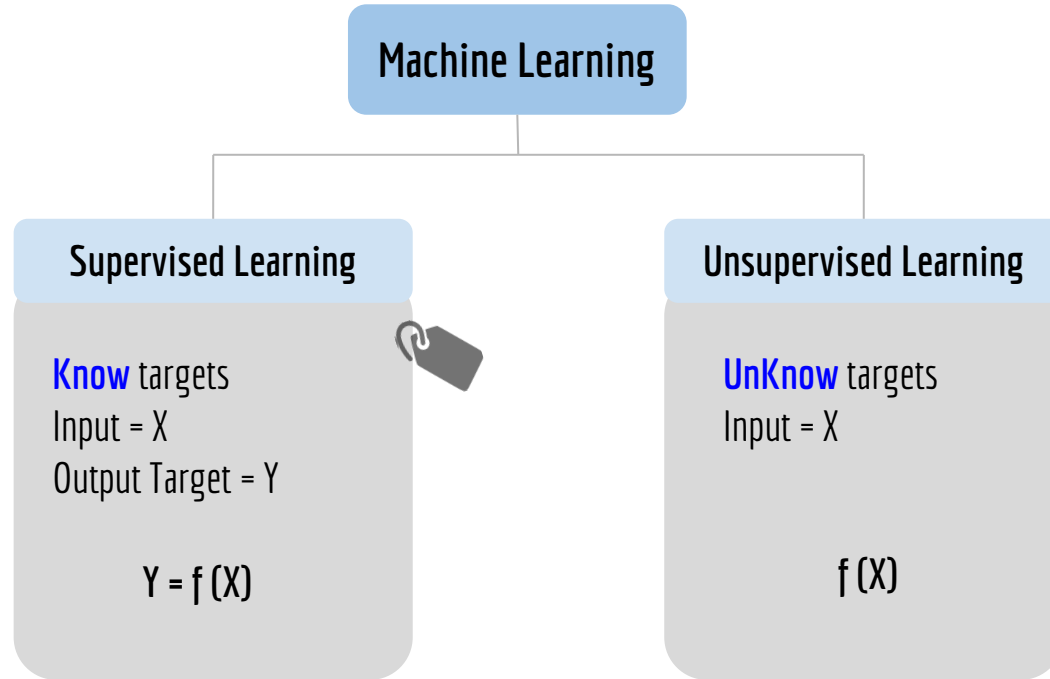 Machine Learning
Supervised Learning
Know targets
Input = X
Output Target = Y
Y = f (X)
Unsupervised Learning
UnKnow targets
Input = X
f (X)